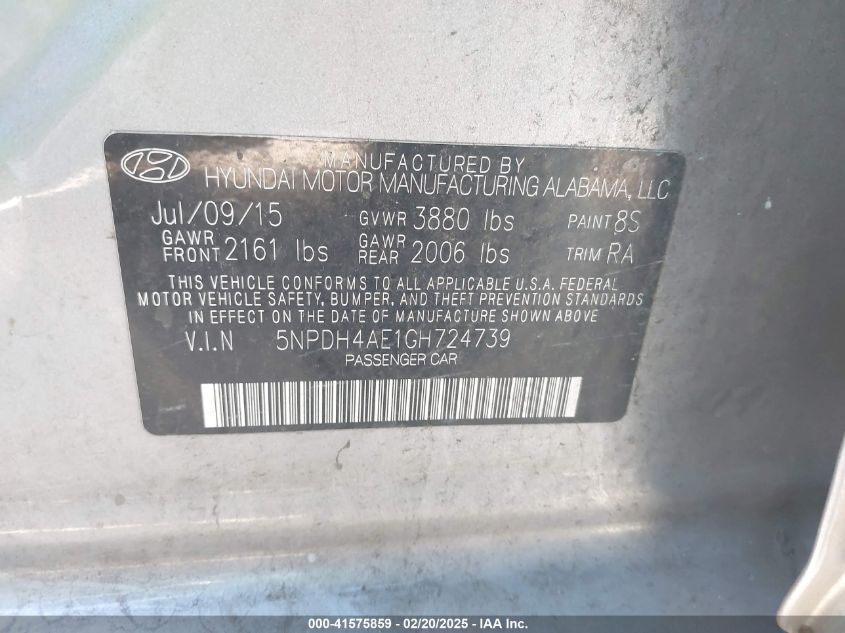 MANUFACTURED BY
HYUNDAI MOTOR MANUFACTURING ALABAMA, LLC
Jul/09/15 GVWR 3880 lbs PAINT 8S
GAWR FRONT 2161 lbs GAWR REAR 2006 lbs TRIM RA
THIS VEHICLE CONFORMS TO ALL APPLICABLE U.S.A. FEDERAL
MOTOR VEHICLE SAFETY, BUMPER, AND THEFT PREVENTION STANDARDS
IN EFFECT ON THE DATE OF MANUFACTURE SHOWN ABOVE.
V.I.N 5NPDH4AE1GH724739
PASSENGER CAR
000-41575859 - 02/20/2025 - IAA Inc.